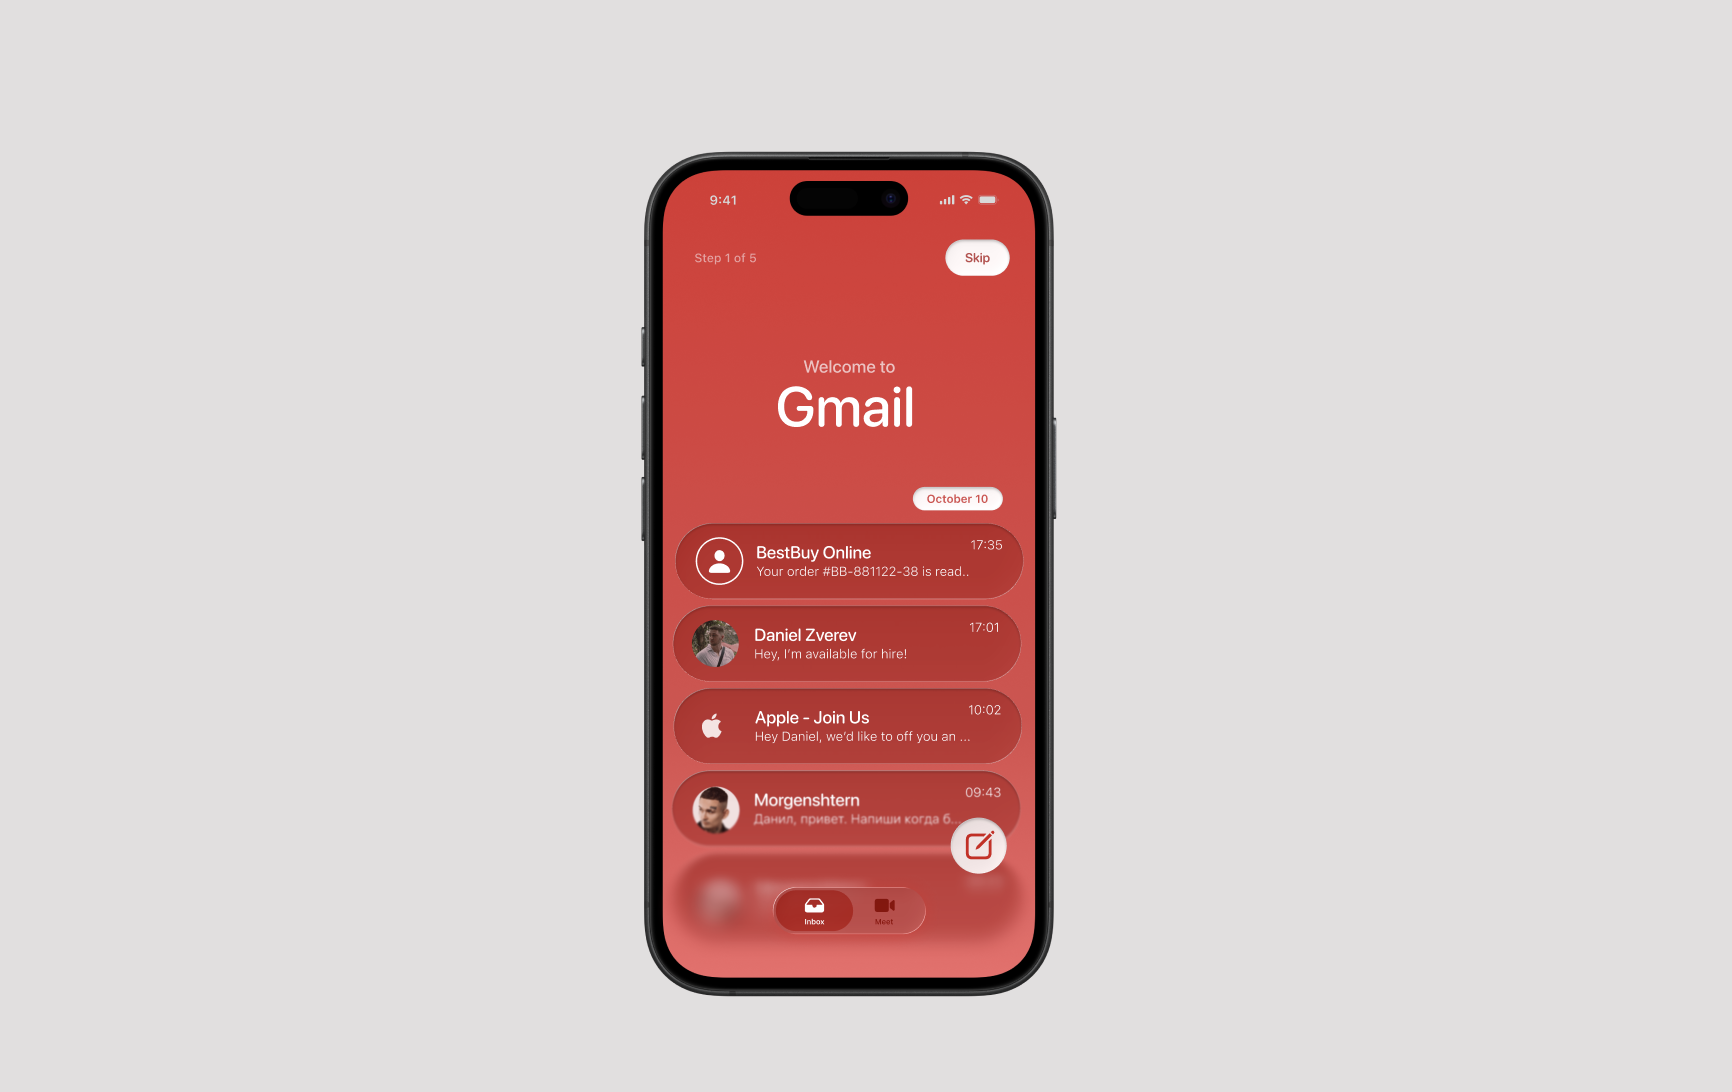 9:41
Step 1 of 5
Skip
Welcome to
Gmail
October 10
BestBuy Online
17:35
Your order #BB-881122-38 is read..
Daniel Zverev
17:01
Hey, I'm available for hire!
Apple - Join Us
10:02
Hey Daniel, we'd like to off you an ...
Morgenshtern
09:43
Данил, привет. Напиши когда б...
Inbox
Meet